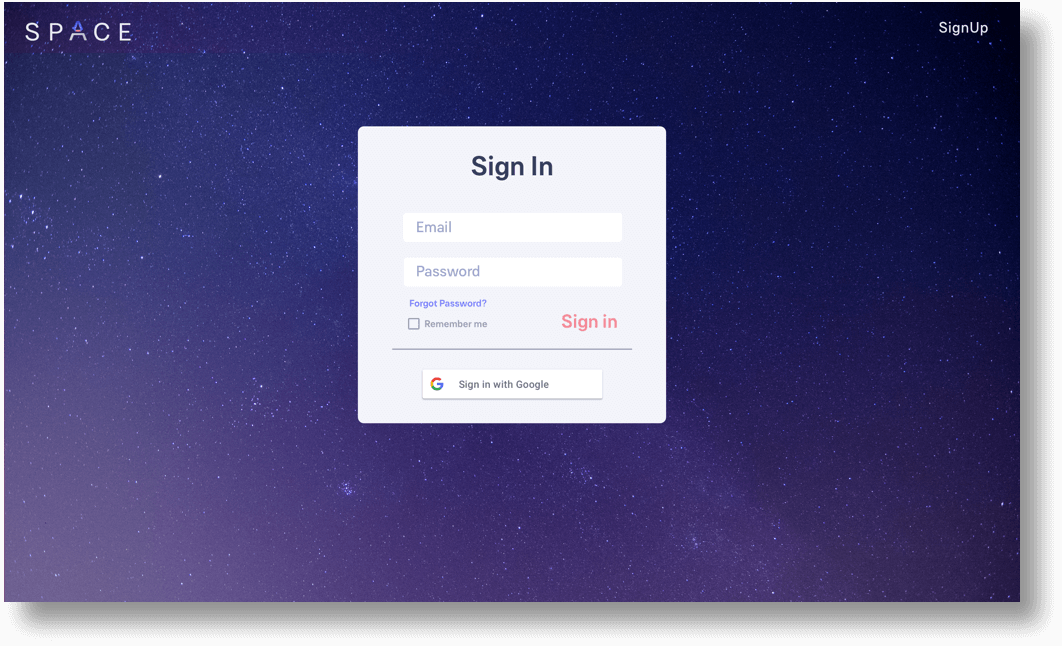 SPACE
SignUp
Sign In
Email
Password
Forgot Password?
Remember me
Sign in
Sign in with Google